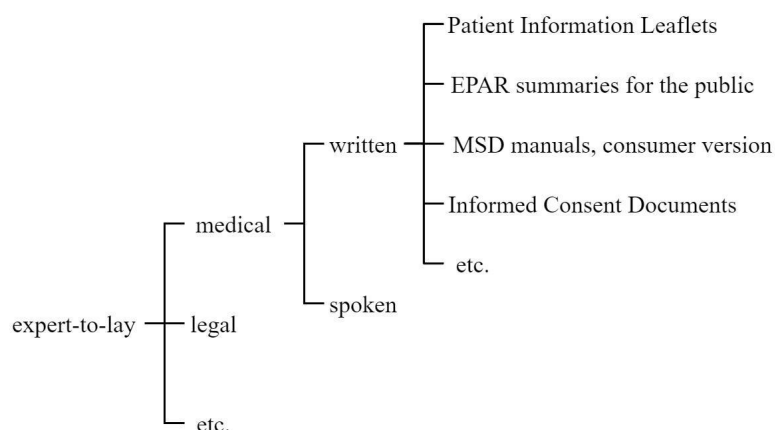 Patient Information Leaflets
EPAR summaries for the public
written
MSD manuals, consumer version
medical
Informed Consent Documents
etc.
spoken
expert-to-lay
legal
etc.